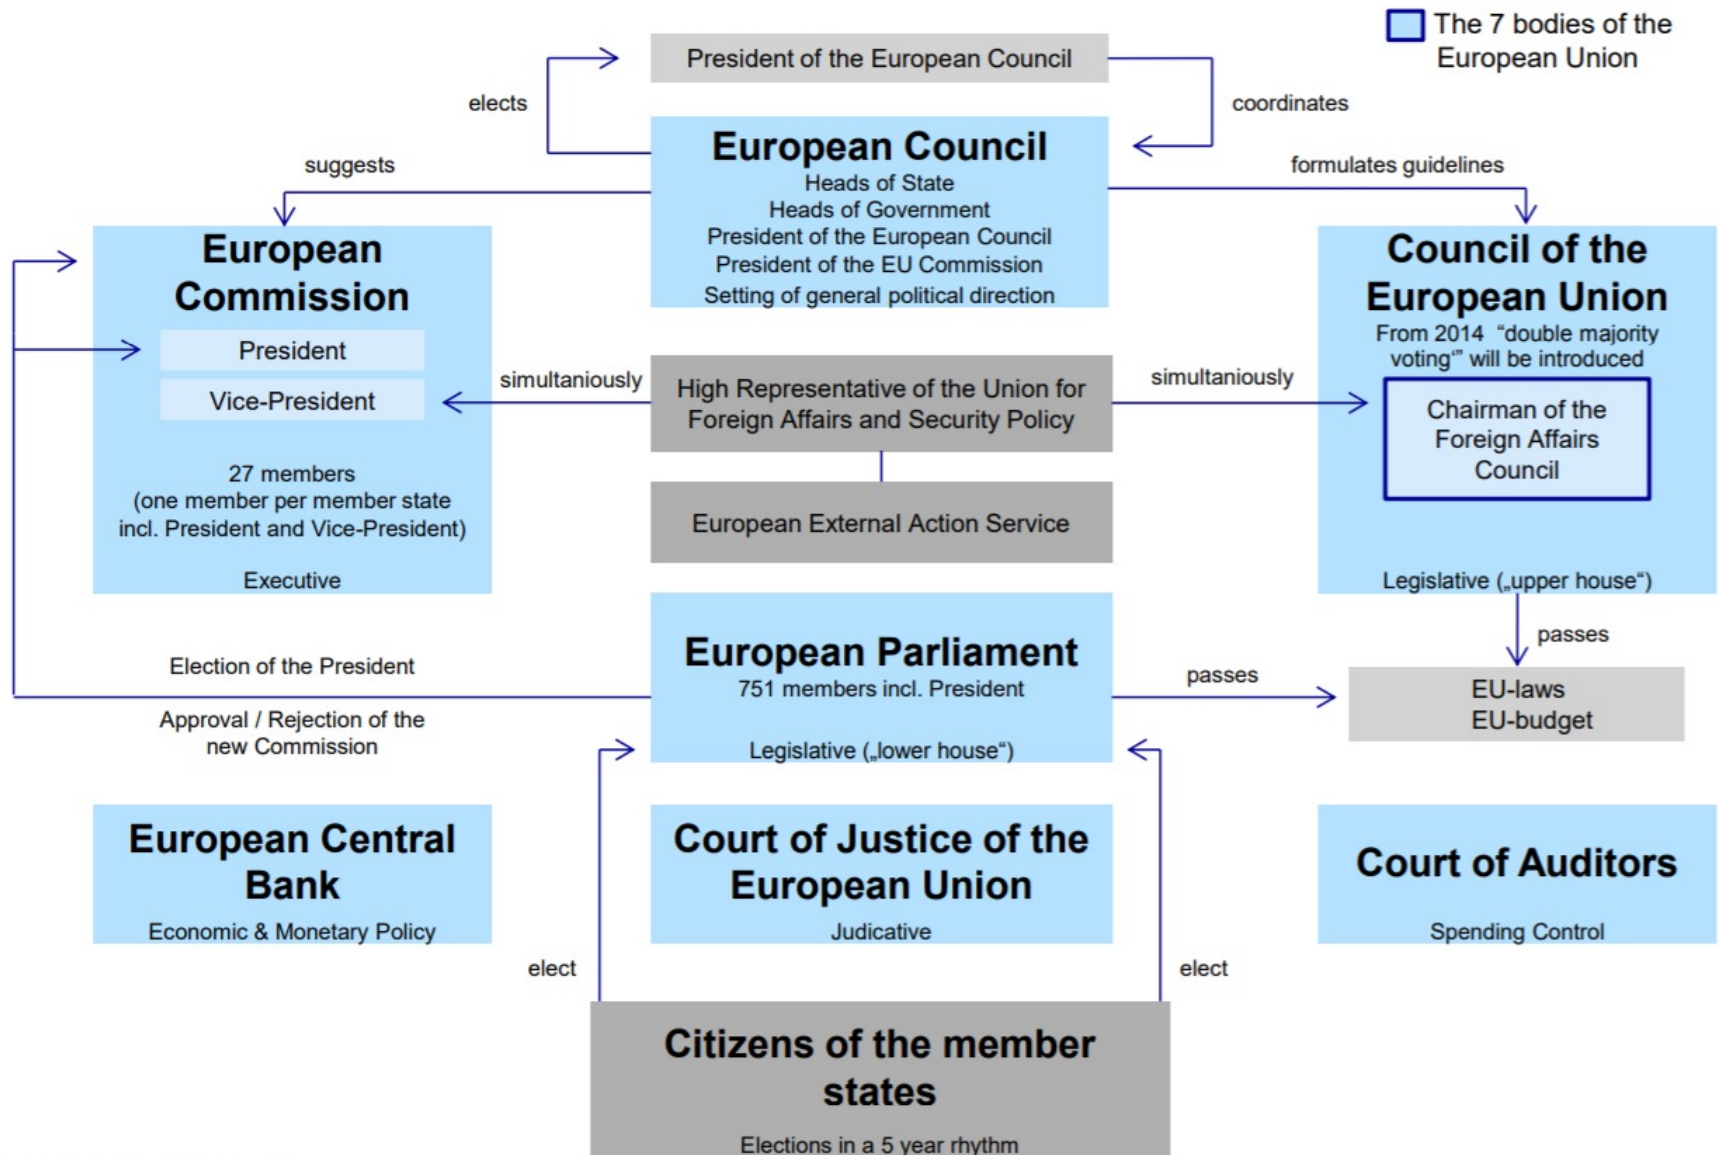 The 7 bodies of the
European Union
President of the European Council
elects
coordinates
European Council
Heads of State
Heads of Government
President of the European Council
President of the EU Commission
Setting of general political direction
suggests
formulates guidelines
European
Commission
President
Vice-President
27 members
(one member per member state
incl. President and Vice-President)
Executive
simultaniously
High Representative of the Union for
Foreign Affairs and Security Policy
simultaniously
European External Action Service
Council of the
European Union
From 2014 “double majority
voting‘” will be introduced
Chairman of the
Foreign Affairs
Council
Legislative („upper house“)
passes
Election of the President
Approval / Rejection of the
new Commission
European Parliament
751 members incl. President
Legislative („lower house“)
passes
EU-laws
EU-budget
European Central
Bank
Economic & Monetary Policy
Court of Justice of the
European Union
Judicative
Court of Auditors
Spending Control
elect
elect
Citizens of the member
states
Elections in a 5 year rhythm